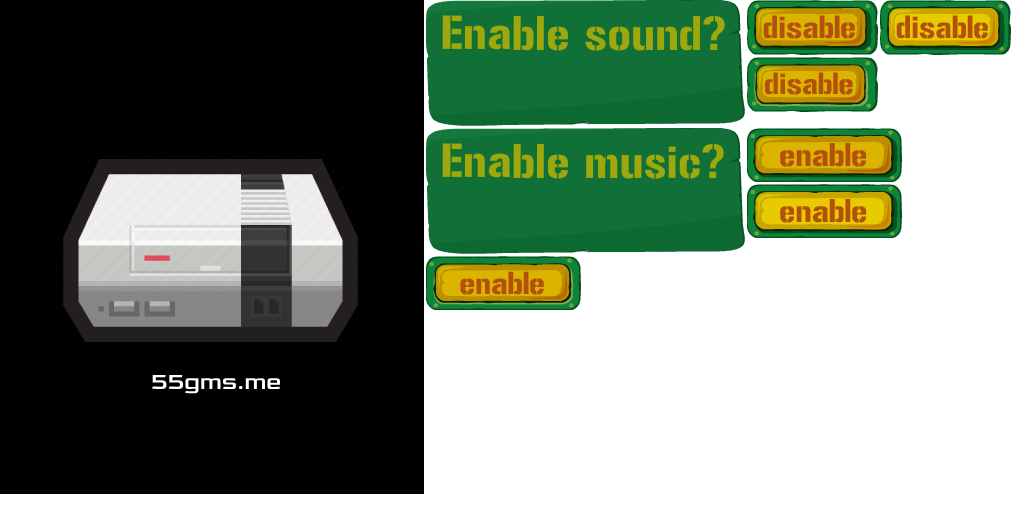 Enable sound?
disable
disable
disable
Enable music?
enable
enable
enable
55gms.me